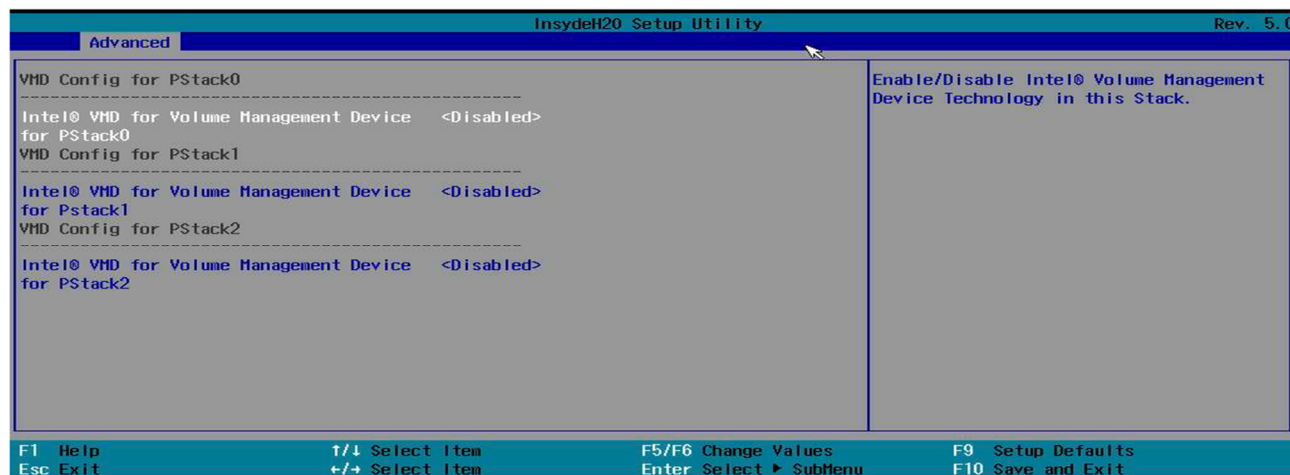 InsydeH2O Setup Utility Rev. 5.0
Advanced
VMD Config for PStack0
------------------------------------------------------
Intel® VMD for Volume Management Device <Disabled>
for PStack0
VMD Config for PStack1
------------------------------------------------------
Intel® VMD for Volume Management Device <Disabled>
for Pstack1
VMD Config for PStack2
------------------------------------------------------
Intel® VMD for Volume Management Device <Disabled>
for PStack2
Enable/Disable Intel® Volume Management
Device Technology in this Stack.
F1 Help ↑/↓ Select Item F5/F6 Change Values F9 Setup Defaults
Esc Exit ←/→ Select Item Enter Select ▶ SubMenu F10 Save and Exit